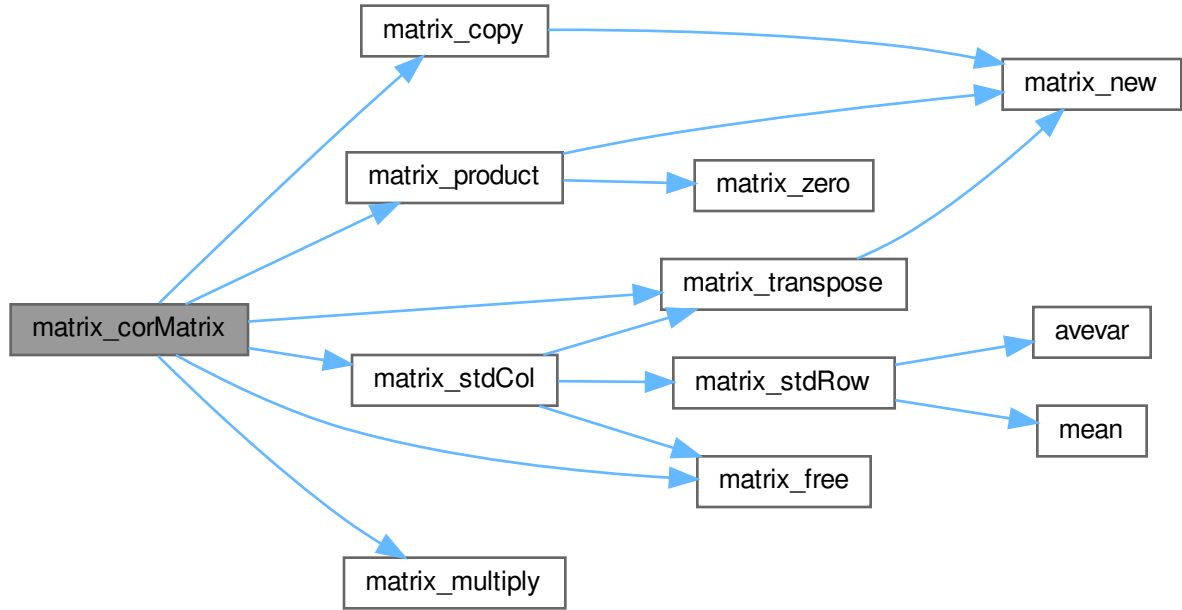 matrix_copy
matrix_new
matrix_product
matrix_zero
matrix_transpose
matrix_corMatrix
avevar
matrix_stdCol
matrix_stdRow
mean
matrix_free
matrix_multiply